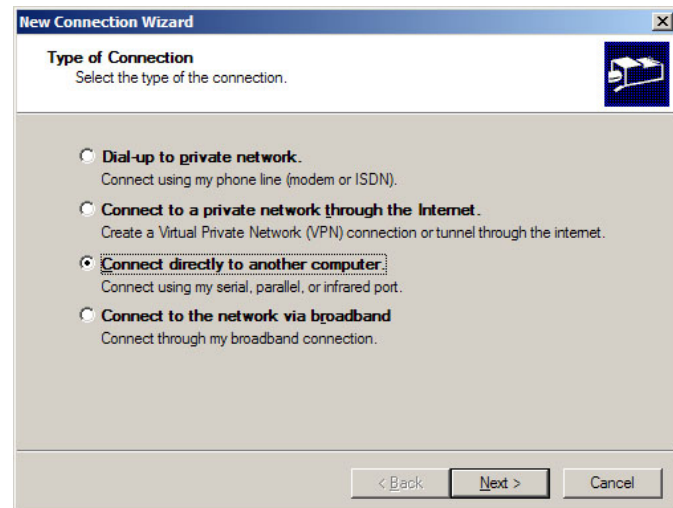 New Connection Wizard
Type of Connection
Select the type of the connection.
Dial-up to private network.
Connect using my phone line (modem or ISDN).
Connect to a private network through the Internet.
Create a Virtual Private Network (VPN) connection or tunnel through the internet.
Connect directly to another computer.
Connect using my serial, parallel, or infrared port.
Connect to the network via broadband
Connect through my broadband connection.
< Back Next > Cancel